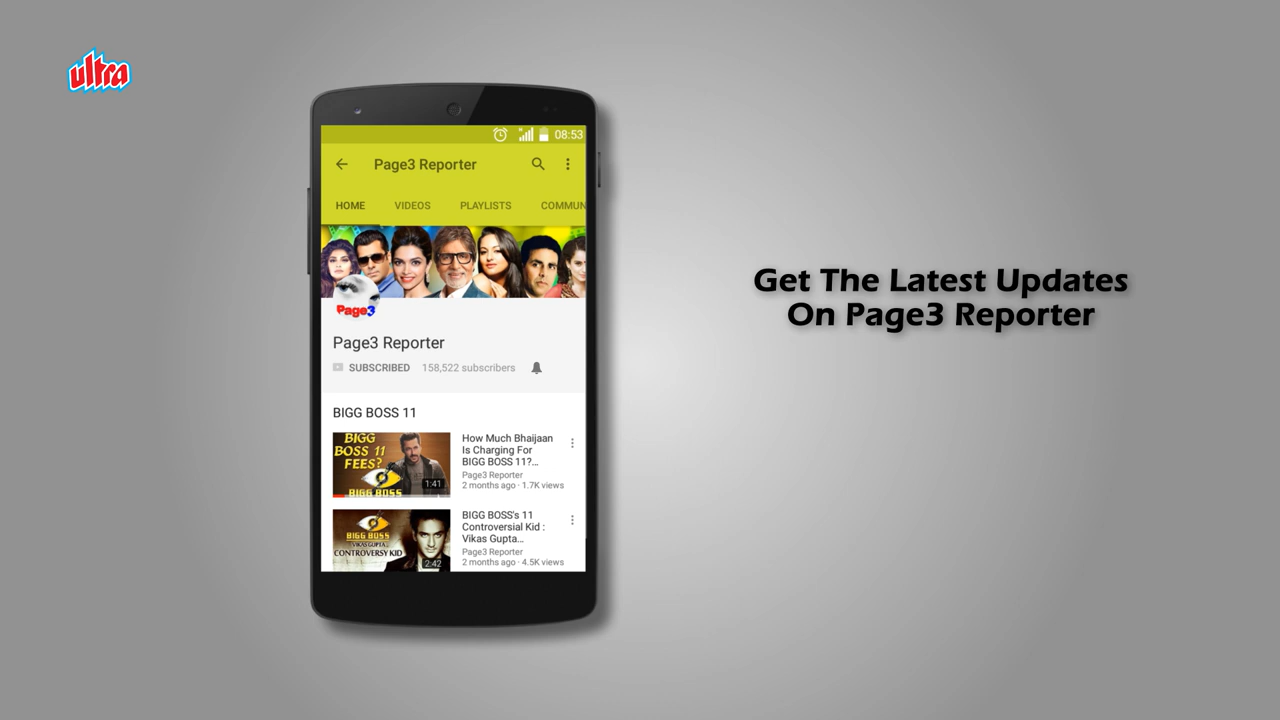 ultra
08:53
Page3 Reporter
HOME VIDEOS PLAYLISTS COMMUN
Page3
Page3 Reporter
SUBSCRIBED 158,522 subscribers
BIGG BOSS 11
BIGG
BOSS 11
FEES?
BIGG BOSS
1:41
How Much Bhaijaan
Is Charging For
BIGG BOSS 11?...
Page3 Reporter
2 months ago · 1.7K views
BIGG BOSS
VIKAS GUPTA...
CONTROVERSY KID
2:42
BIGG BOSS's 11
Controversial Kid :
Vikas Gupta...
Page3 Reporter
2 months ago · 4.5K views
Get The Latest Updates
On Page3 Reporter